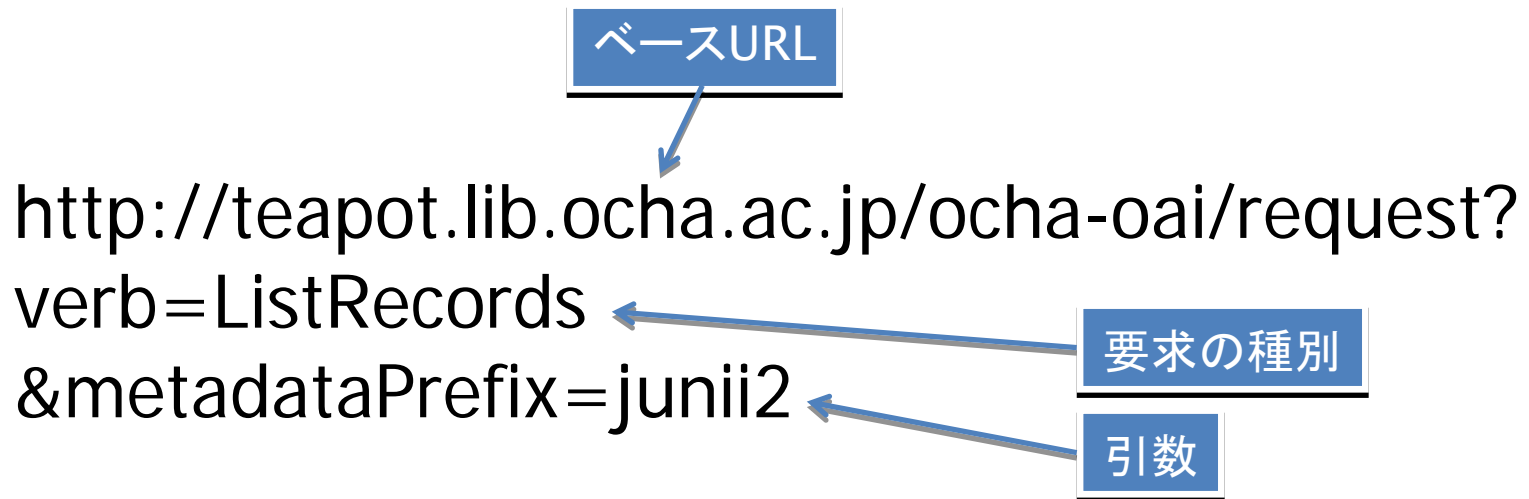 ベースURL
http://teapot.lib.ocha.ac.jp/ocha-oai/request?
verb=ListRecords
要求の種別
&metadataPrefix=junii2
引数